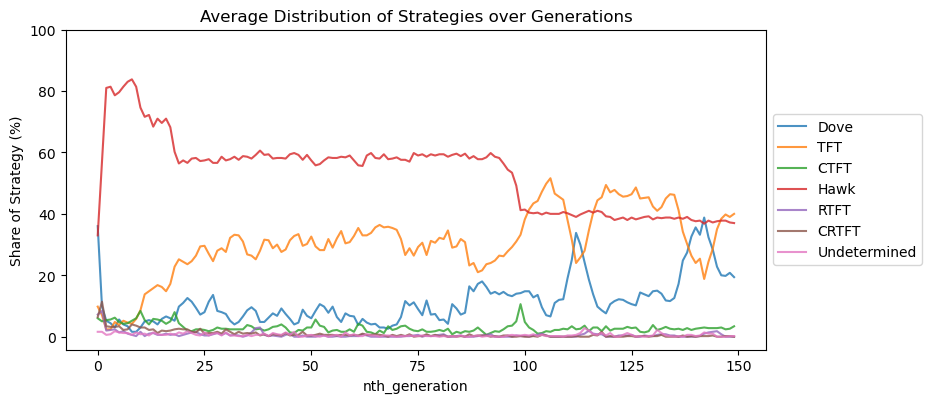 Average Distribution of Strategies over Generations
100
80
60
40
20
0
Share of Strategy (%)
0 25 50 75 100 125 150
nth_generation
Dove
TFT
CTFT
Hawk
RTFT
CRTFT
Undetermined